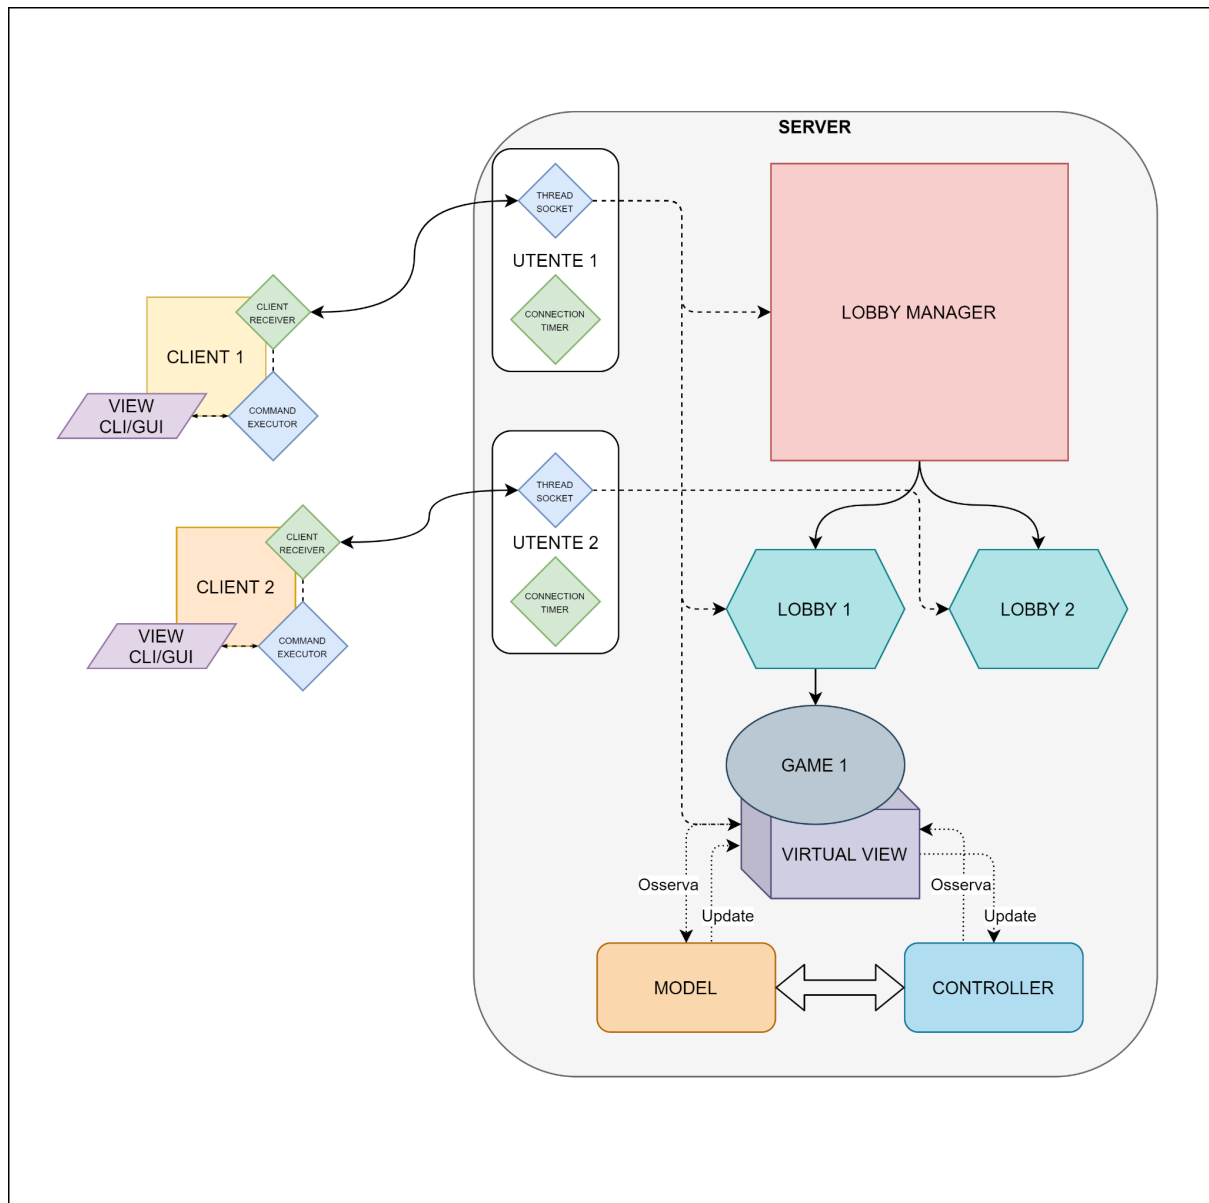 SERVER
THREAD
SOCKET
UTENTE 1
CONNECTION
TIMER
LOBBY MANAGER
CLIENT
RECEIVER
CLIENT 1
VIEW
CLI/GUI
COMMAND
EXECUTOR
THREAD
SOCKET
UTENTE 2
CONNECTION
TIMER
CLIENT
RECEIVER
CLIENT 2
VIEW
CLI/GUI
COMMAND
EXECUTOR
LOBBY 1
LOBBY 2
GAME 1
VIRTUAL VIEW
Osserva
Update
Osserva
Update
MODEL
CONTROLLER